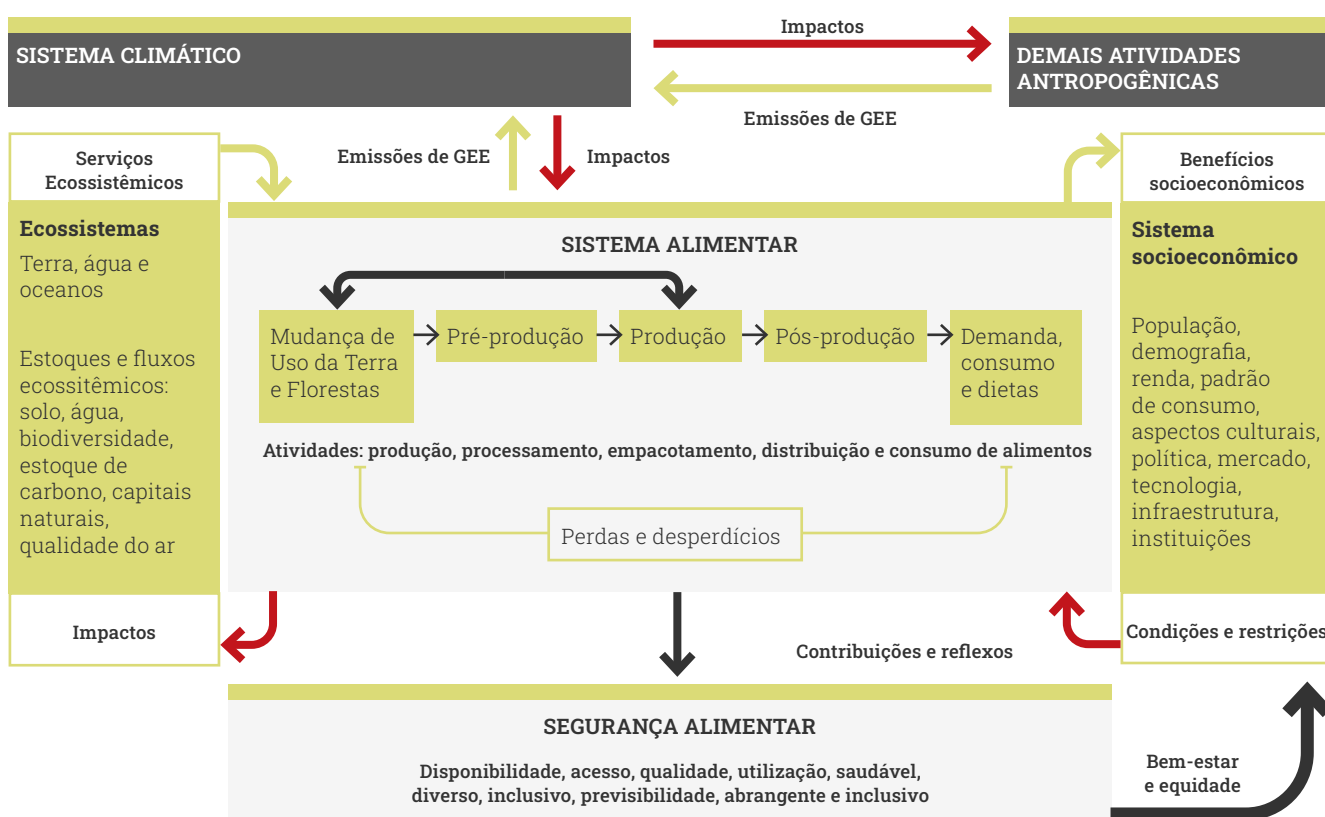 Impactos
SISTEMA CLIMÁTICO
DEMAIS ATIVIDADES
ANTROPOGÊNICAS
Emissões de GEE
Serviços
Ecossistêmicos
Emissões de GEE
Impactos
Benefícios
socioeconômicos
Ecossistemas
Terra, água e
oceanos
Estoques e fluxos
ecossitêmicos:
solo, água,
biodiversidade,
estoque de
carbono, capitais
naturais,
qualidade do ar
SISTEMA ALIMENTAR
Mudança de
Uso da Terra
e Florestas
Pré-produção
Produção
Pós-produção
Demanda,
consumo
e dietas
Atividades: produção, processamento, empacotamento, distribuição e consumo de alimentos
Perdas e desperdícios
Sistema
socioeconômico
População,
demografia,
renda, padrão
de consumo,
aspectos culturais,
política, mercado,
tecnologia,
infraestrutura,
instituições
Impactos
Contribuições e reflexos
Condições e restrições
SEGURANÇA ALIMENTAR
Disponibilidade, acesso, qualidade, utilização, saudável,
diverso, inclusivo, previsibilidade, abrangente e inclusivo
Bem-estar
e equidade